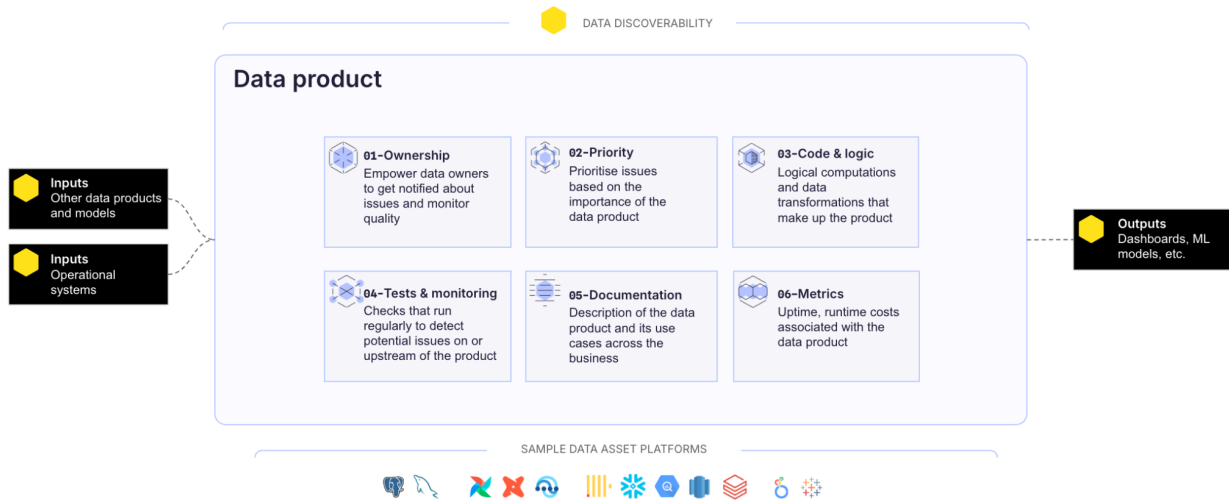 DATA DISCOVERABILITY
Data product
Inputs
Other data products
and models
Inputs
Operational
systems
01-Ownership
Empower data owners
to get notified about
issues and monitor
quality
02-Priority
Prioritise issues
based on the
importance of the
data product
03-Code & logic
Logical computations
and data
transformations that
make up the product
04-Tests & monitoring
Checks that run
regularly to detect
potential issues on or
upstream of the product
05-Documentation
Description of the data
product and its use
cases across the
business
06-Metrics
Uptime, runtime costs
associated with the
data product
Outputs
Dashboards, ML
models, etc.
SAMPLE DATA ASSET PLATFORMS